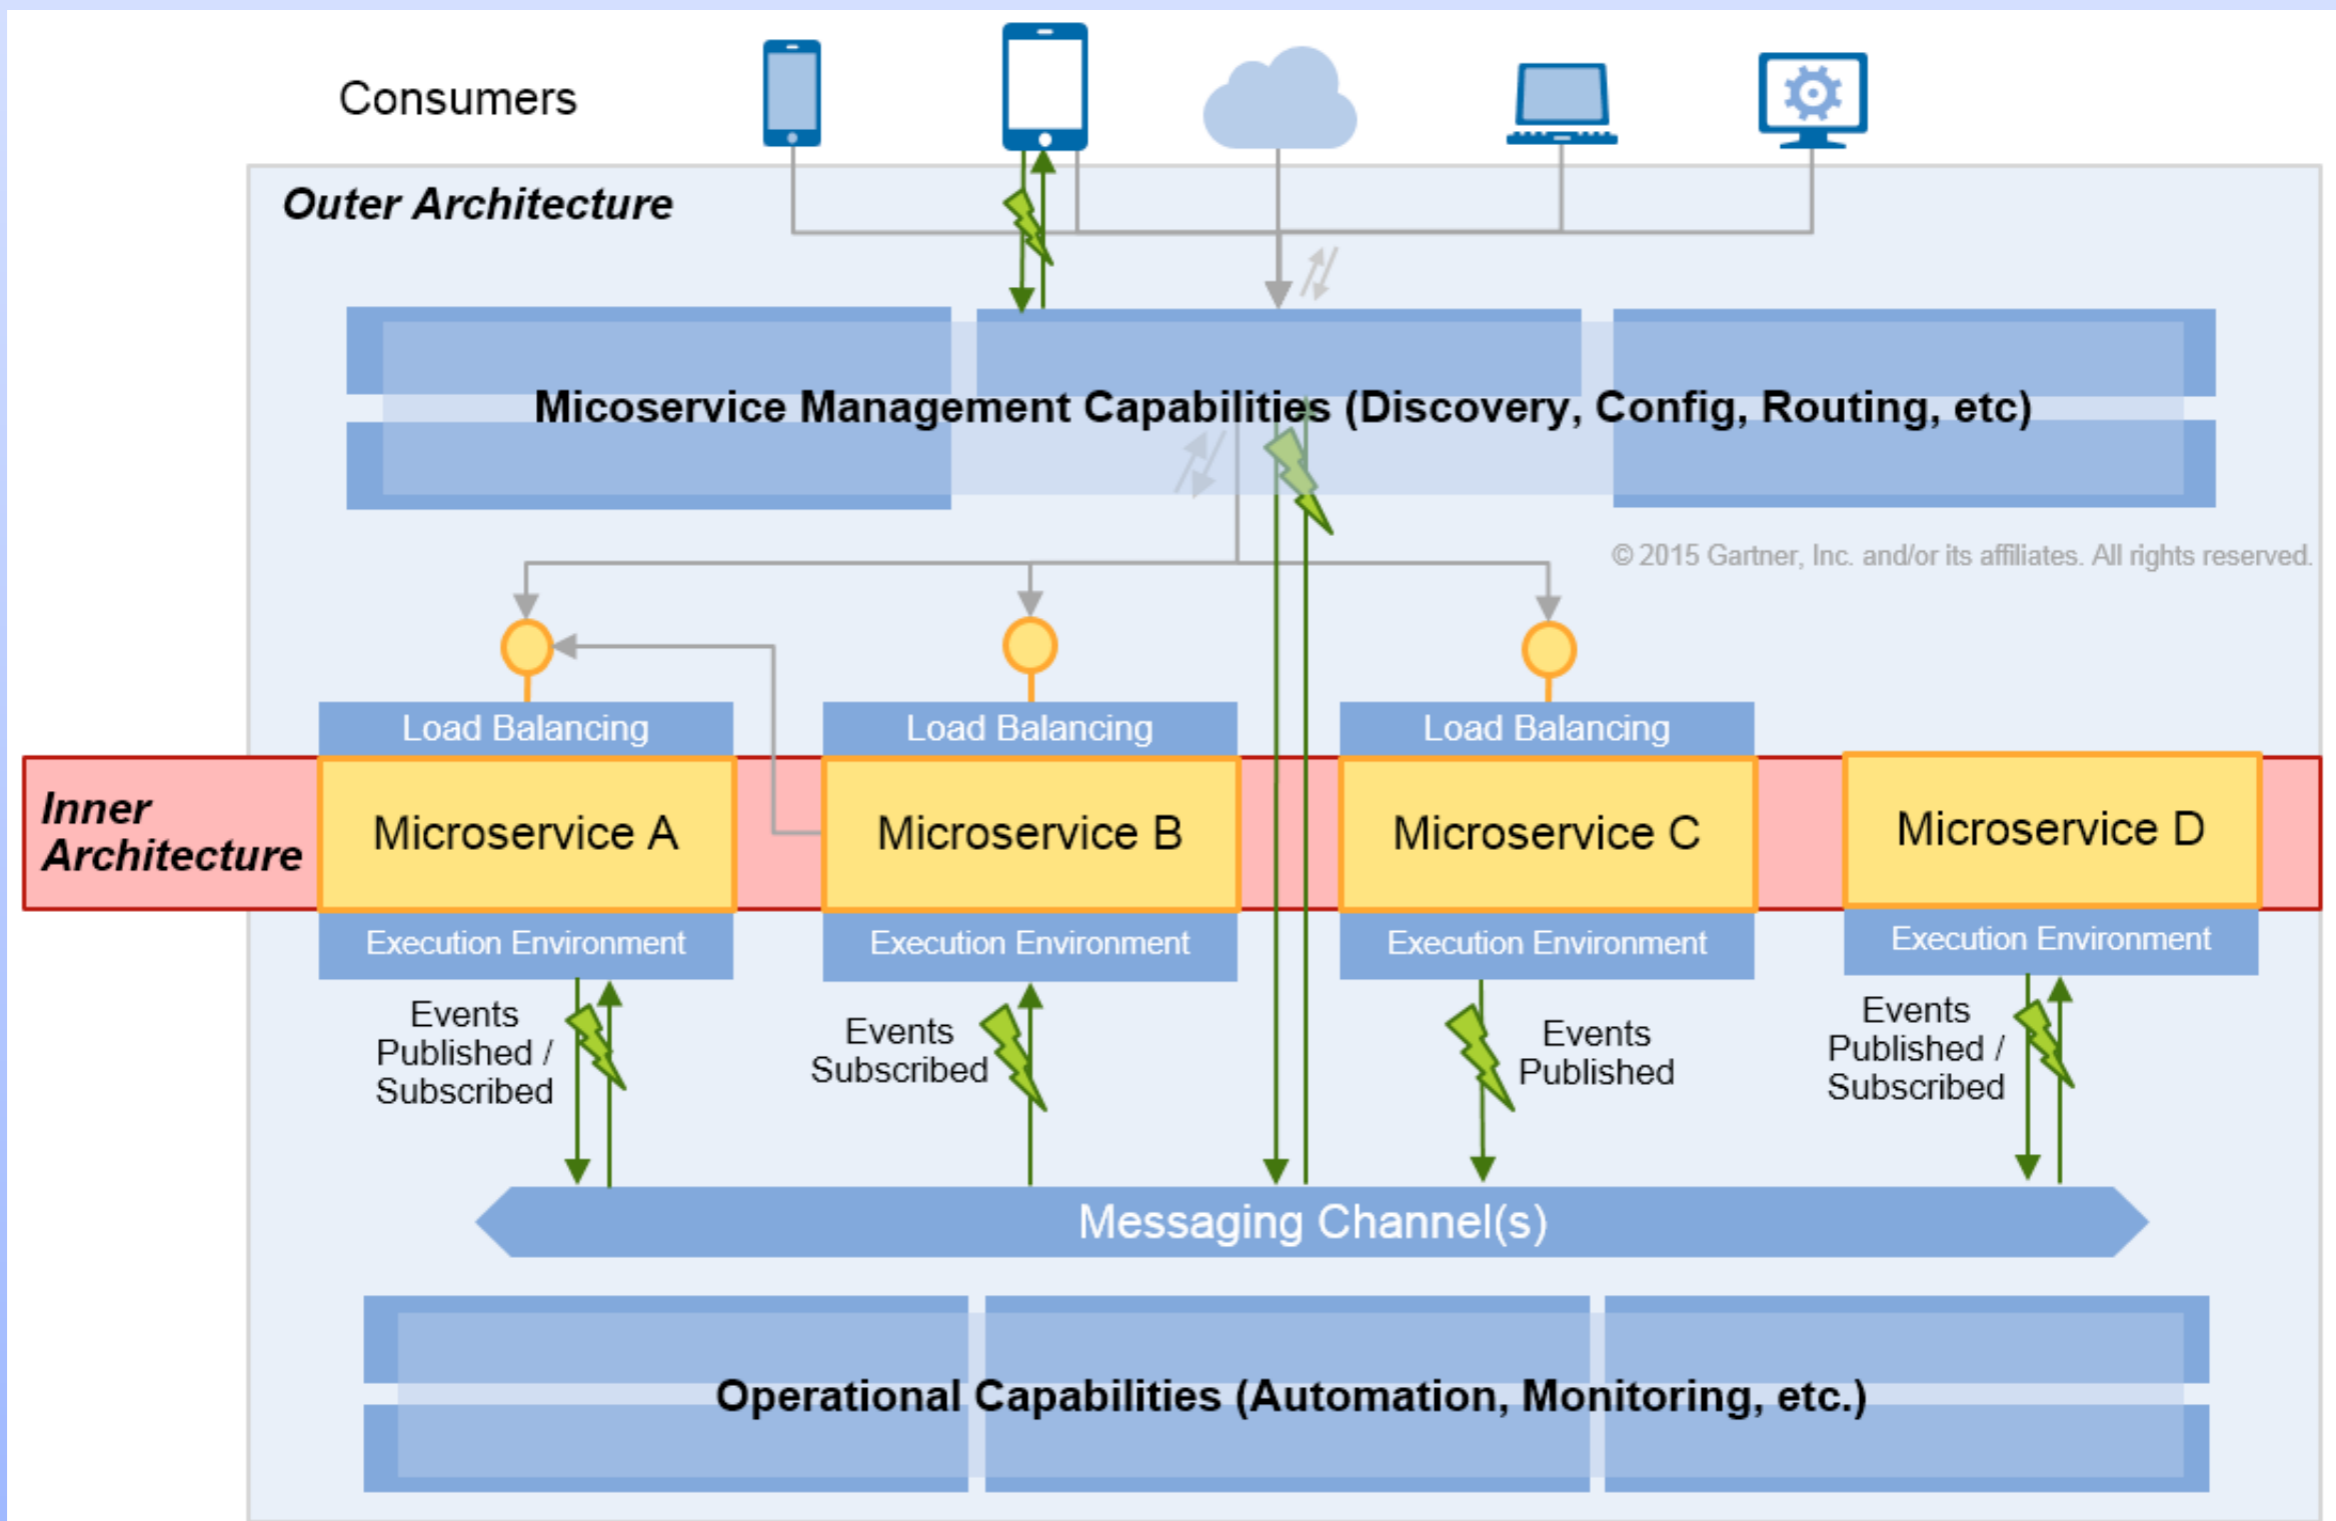 Consumers
Outer Architecture
Micoservice Management Capabilities (Discovery, Config, Routing, etc)
© 2015 Gartner, Inc. and/or its affiliates. All rights reserved.
Load Balancing
Load Balancing
Load Balancing
Inner
Architecture
Microservice A
Microservice B
Microservice C
Microservice D
Execution Environment
Execution Environment
Execution Environment
Execution Environment
Events
Published /
Subscribed
Events
Subscribed
Events
Published
Events
Published /
Subscribed
Messaging Channel(s)
Operational Capabilities (Automation, Monitoring, etc.)